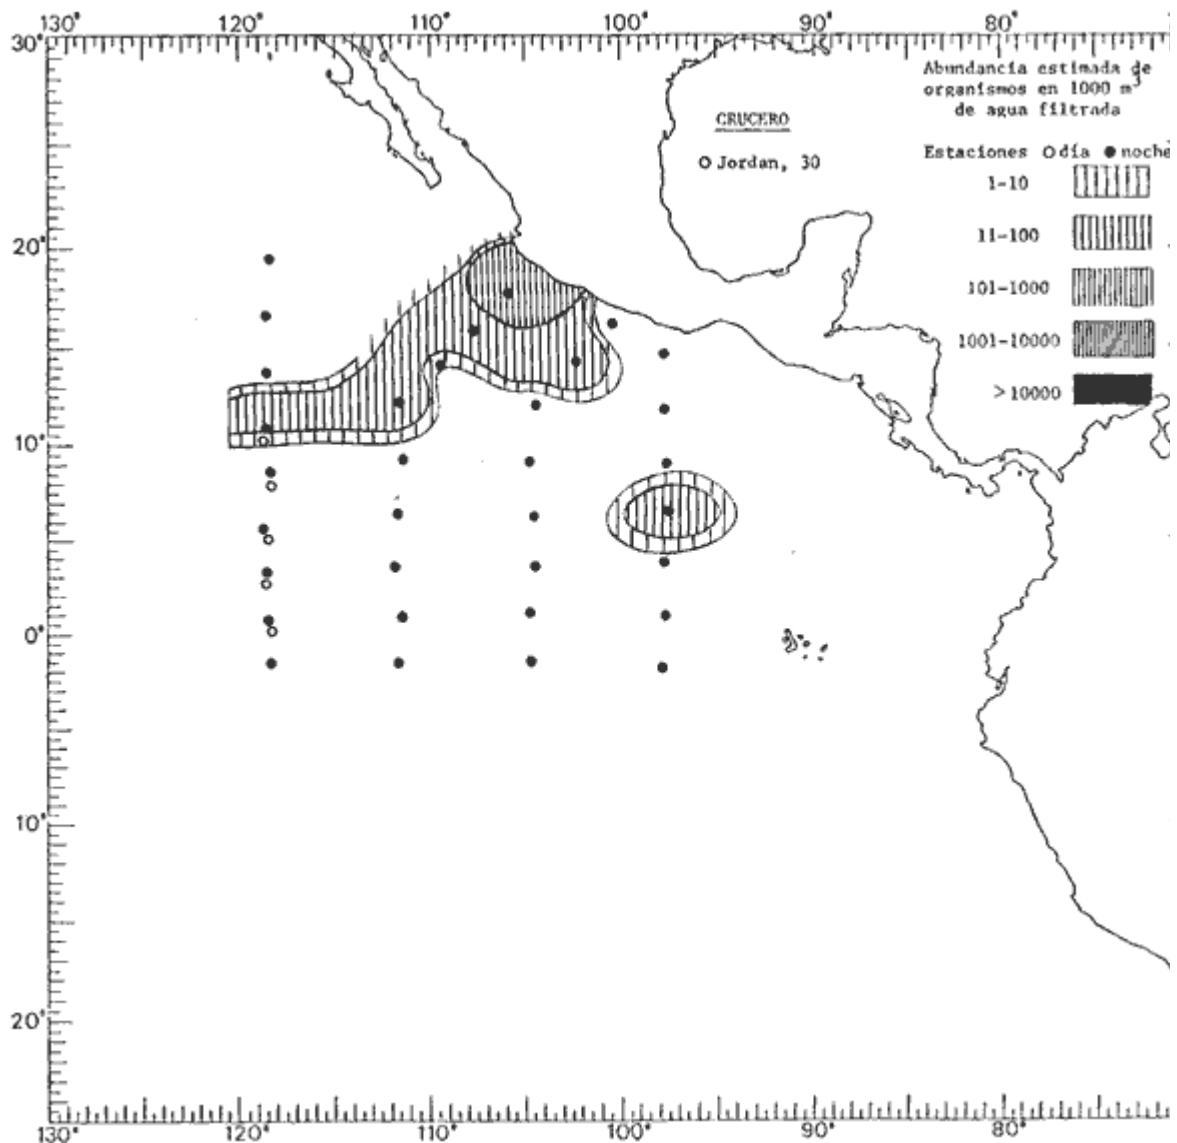 130° 120° 110° 100° 90° 80°
30°
Abundancia estimada de
organismos en 1000 m³
de agua filtrada
CRUCERO
O Jordan, 30
Estaciones O día ● noche
1-10
11-100
101-1000
1001-10000
>10000
20°
10°
0°
10°
20°
130° 120° 110° 100° 90° 80°